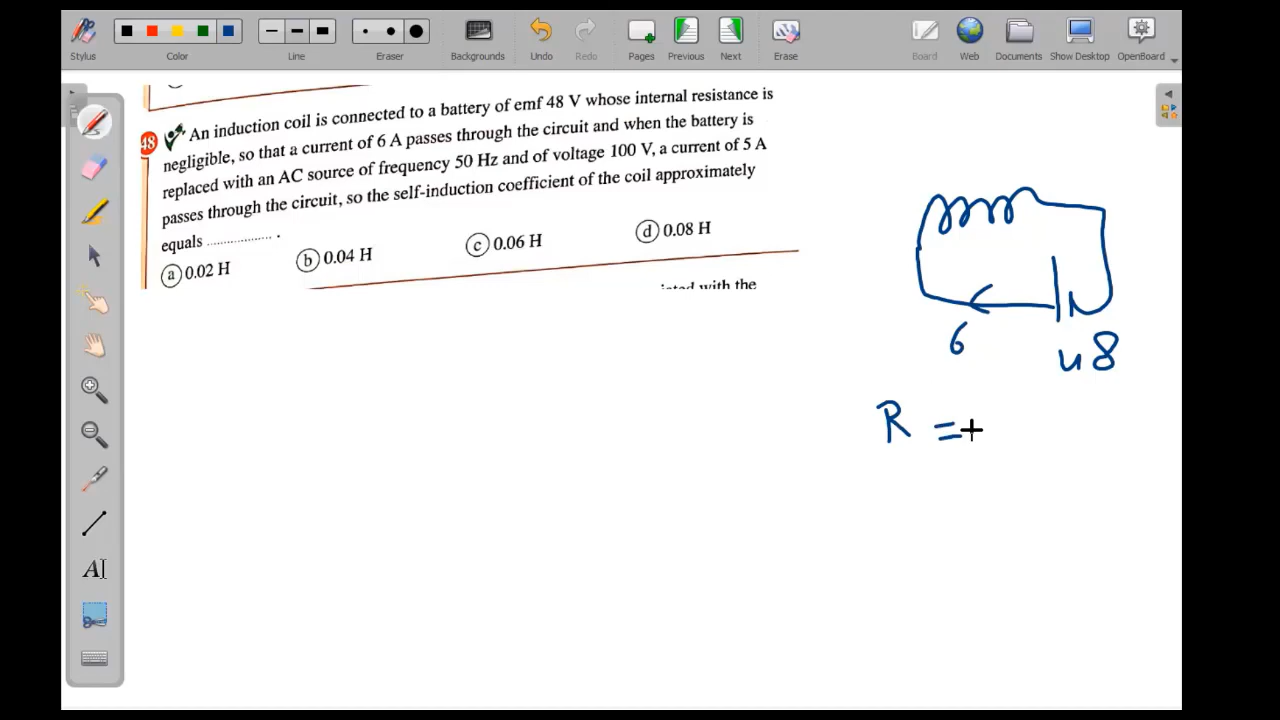 Stylus Color Line Eraser Backgrounds Undo Redo Pages Previous Next Erase Board Web Documents Show Desktop OpenBoard
48 An induction coil is connected to a battery of emf 48 V whose internal resistance is
negligible, so that a current of 6 A passes through the circuit and when the battery is
replaced with an AC source of frequency 50 Hz and of voltage 100 V, a current of 5 A
passes through the circuit, so the self-induction coefficient of the coil approximately
equals .................... .
a 0.02 H b 0.04 H c 0.06 H d 0.08 H
with the
6
48
R =
A